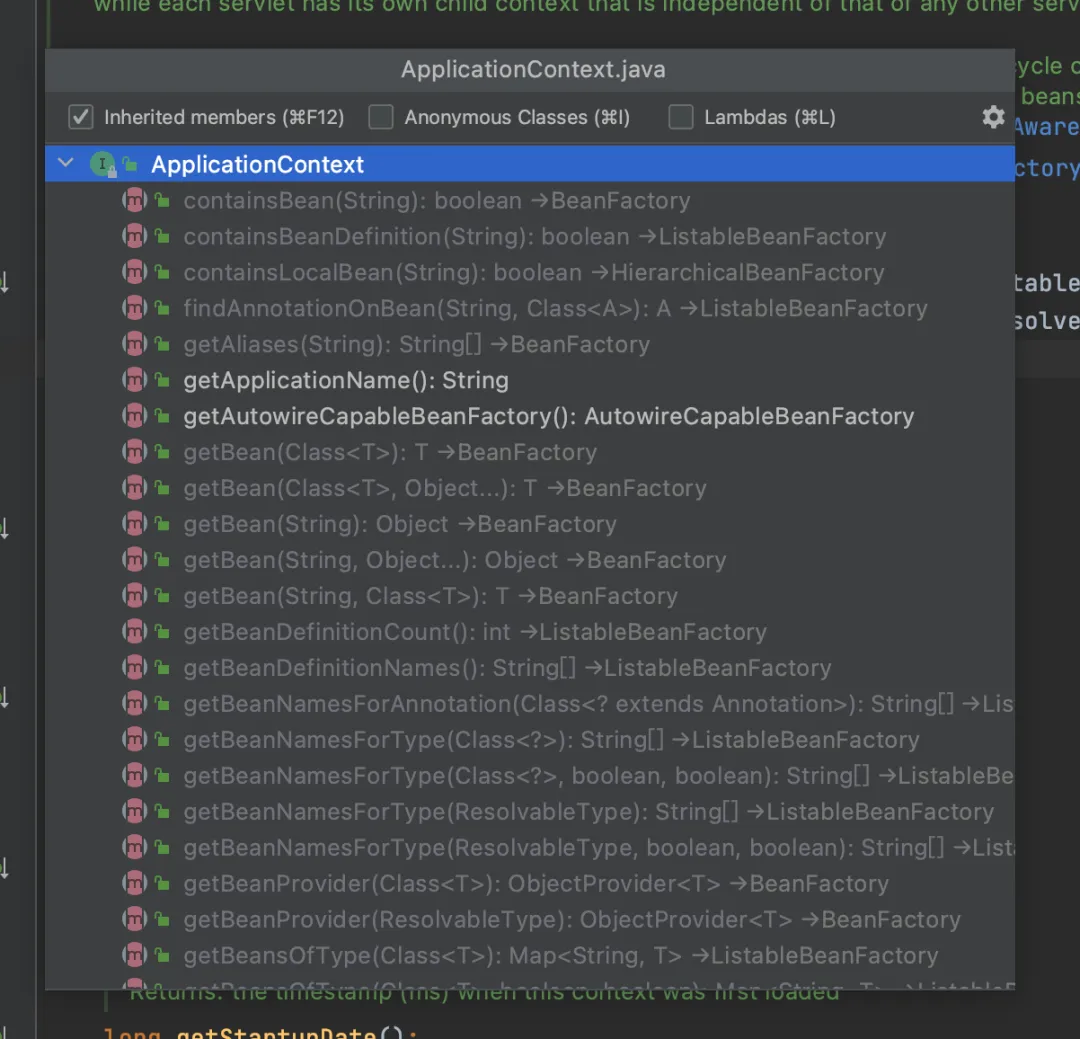 while each servlet has its own child context that is independent of that of any other serv
ApplicationContext.java
ycle c
Inherited members (⌘F12) Anonymous Classes (⌘I) Lambdas (⌘L)
beans
Aware
ApplicationContext
ctory
containsBean(String): boolean →BeanFactory
containsBeanDefinition(String): boolean →ListableBeanFactory
containsLocalBean(String): boolean →HierarchicalBeanFactory
table
findAnnotationOnBean(String, Class<A>): A →ListableBeanFactory
solve
getAliases(String): String[] →BeanFactory
getApplicationName(): String
getAutowireCapableBeanFactory(): AutowireCapableBeanFactory
getBean(Class<T>): T →BeanFactory
getBean(Class<T>, Object...): T →BeanFactory
getBean(String): Object →BeanFactory
getBean(String, Object...): Object →BeanFactory
getBean(String, Class<T>): T →BeanFactory
getBeanDefinitionCount(): int →ListableBeanFactory
getBeanDefinitionNames(): String[] →ListableBeanFactory
getBeanNamesForAnnotation(Class<? extends Annotation>): String[] →Lis
getBeanNamesForType(Class<?>): String[] →ListableBeanFactory
getBeanNamesForType(Class<?>, boolean, boolean): String[] →ListableBe
getBeanNamesForType(ResolvableType): String[] →ListableBeanFactory
getBeanNamesForType(ResolvableType, boolean, boolean): String[] →List
getBeanProvider(Class<T>): ObjectProvider<T> →BeanFactory
getBeanProvider(ResolvableType): ObjectProvider<T> →BeanFactory
getBeansOfType(Class<T>): Map<String, T> →ListableBeanFactory
Returns: the timestamp (ms) when this context was first loaded
long getStartupDate();